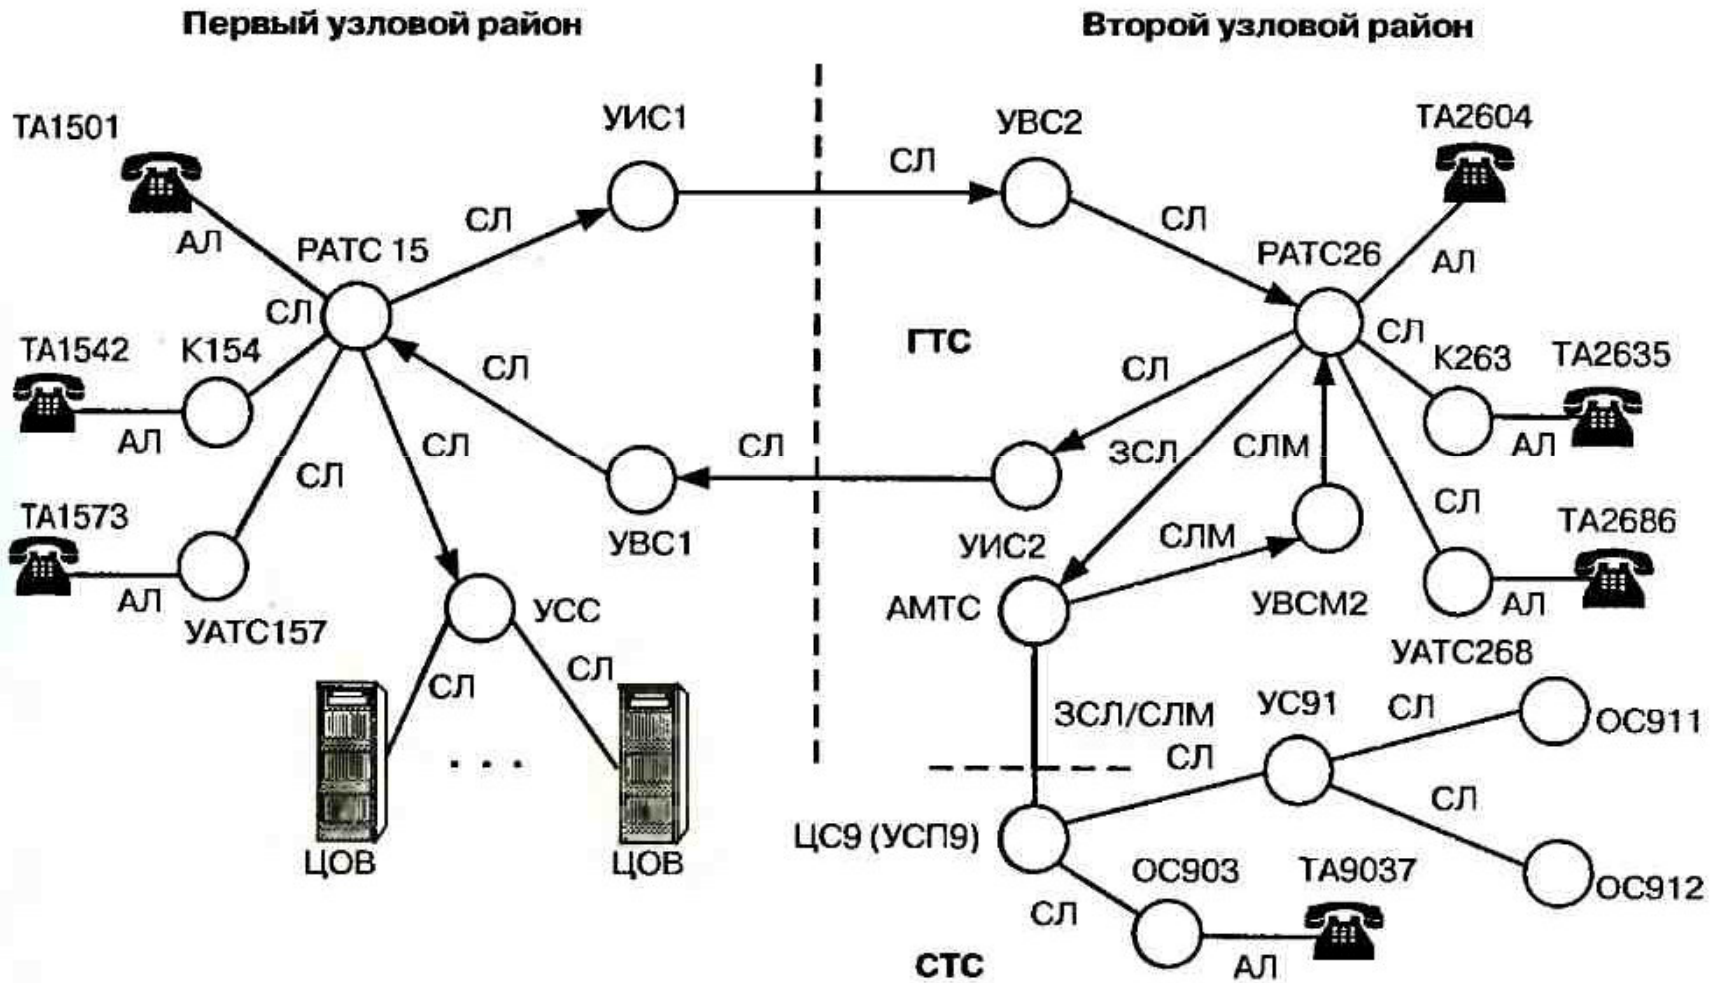 Первый узловой район
Второй узловой район
ТА1501
УИС1
УВС2
ТА2604
СЛ
СЛ
СЛ
АЛ
РАТС 15
РАТС26
АЛ
СЛ
ГТС
СЛ
ТА1542
К154
К263
ТА2635
СЛ
СЛ
АЛ
СЛ
СЛ
ЗСЛ
СЛМ
АЛ
СЛ
СЛ
ТА1573
УВС1
УИС2
СЛМ
ТА2686
АЛ
УАТС157
УСС
АМТС
УВСМ2
АЛ
УАТС268
СЛ
СЛ
ЗСЛ/СЛМ
УС91
СЛ
ОС911
СЛ
СЛ
. . .
ЦОВ
ЦОВ
ЦС9 (УСП9)
ОС903
ТА9037
ОС912
СЛ
АЛ
СТС